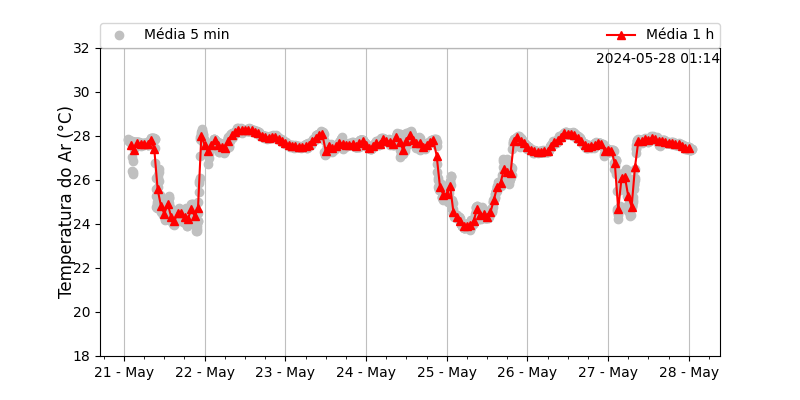 Média 5 min
Média 1 h
2024-05-28 01:14
Temperatura do Ar (°C)
32
30
28
26
24
22
20
18
21 - May
22 - May
23 - May
24 - May
25 - May
26 - May
27 - May
28 - May